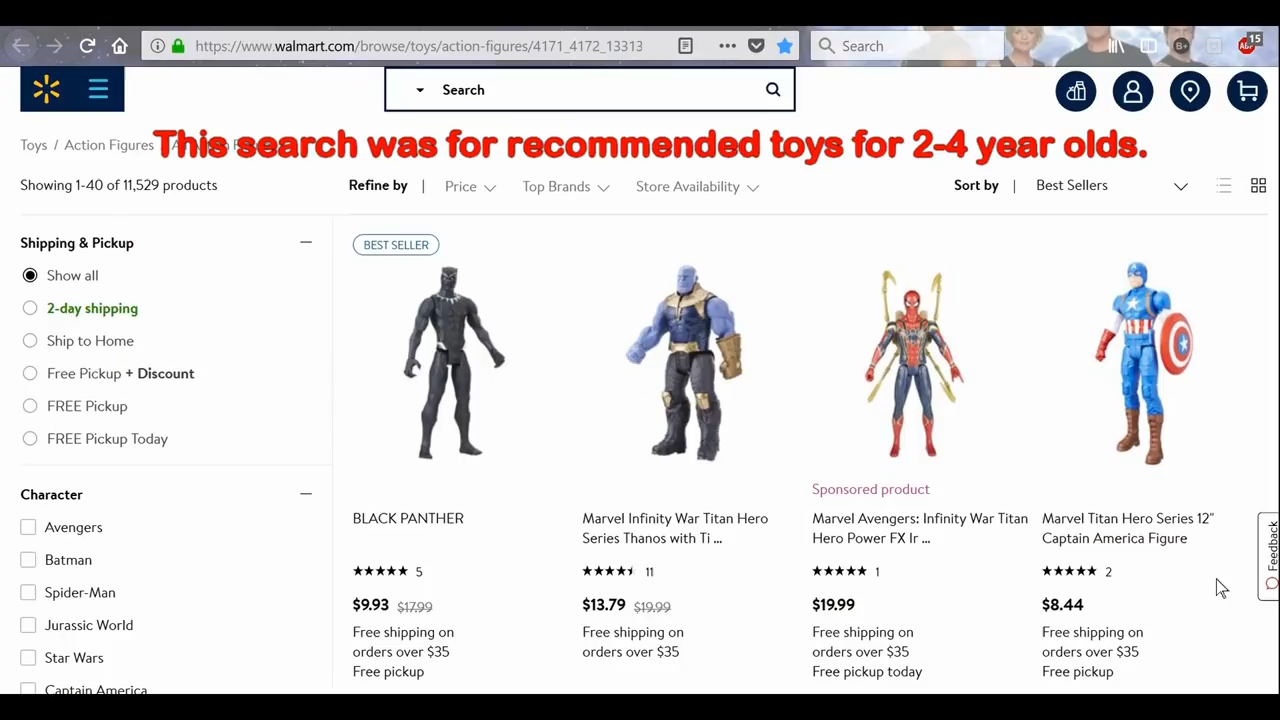 https://www.walmart.com/browse/toys/action-figures/4171_4172_13313
Search
15
ABP
B+
Search
This search was for recommended toys for 2-4 year olds.
Toys / Action Figures /
Showing 1-40 of 11,529 products
Refine by | Price Top Brands Store Availability
Sort by | Best Sellers
Shipping & Pickup
Show all
2-day shipping
Ship to Home
Free Pickup + Discount
FREE Pickup
FREE Pickup Today
Character
Avengers
Batman
Spider-Man
Jurassic World
Star Wars
Captain America
BEST SELLER
BLACK PANTHER
5
$9.93 $17.99
Free shipping on
orders over $35
Free pickup
Marvel Infinity War Titan Hero
Series Thanos with Ti ...
11
$13.79 $19.99
Free shipping on
orders over $35
Sponsored product
Marvel Avengers: Infinity War Titan
Hero Power FX Ir ...
1
$19.99
Free shipping on
orders over $35
Free pickup today
Marvel Titan Hero Series 12"
Captain America Figure
2
$8.44
Free shipping on
orders over $35
Free pickup
Feedback